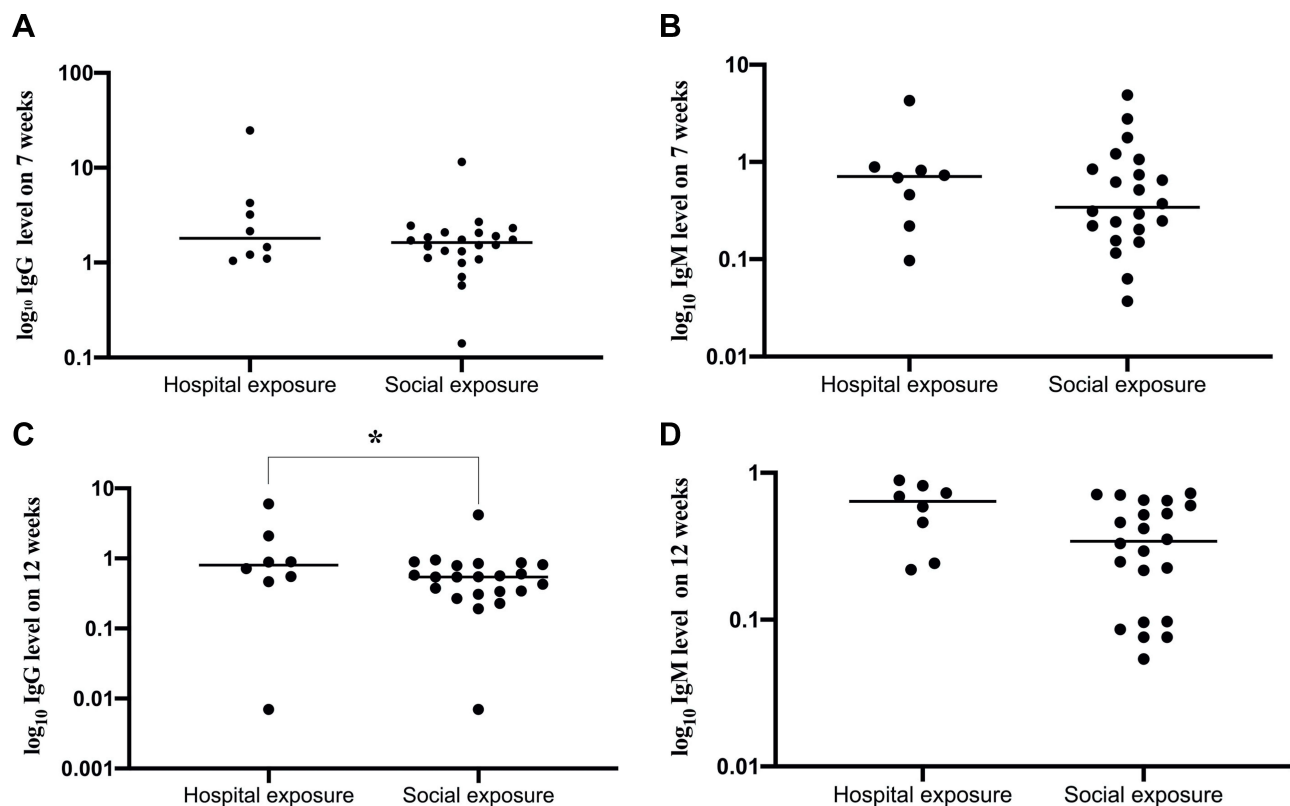 A
log₁₀ IgG level on 7 weeks
100
10
1
0.1
Hospital exposure
Social exposure
B
log₁₀ IgM level on 7 weeks
10
1
0.1
0.01
Hospital exposure
Social exposure
C
*
log₁₀ IgG level on 12 weeks
10
1
0.1
0.01
0.001
Hospital exposure
Social exposure
D
log₁₀ IgM level on 12 weeks
1
0.1
0.01
Hospital exposure
Social exposure